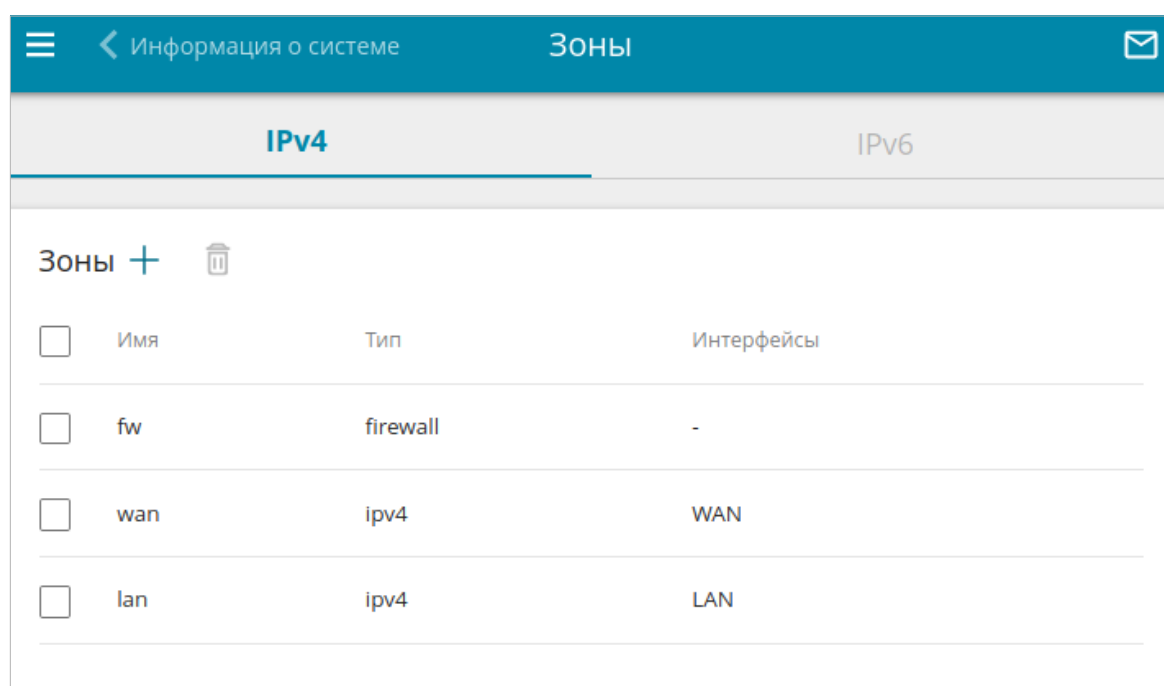 Информация о системе Зоны
IPv4 IPv6
Зоны
Имя Тип Интерфейсы
fw firewall -
wan ipv4 WAN
lan ipv4 LAN